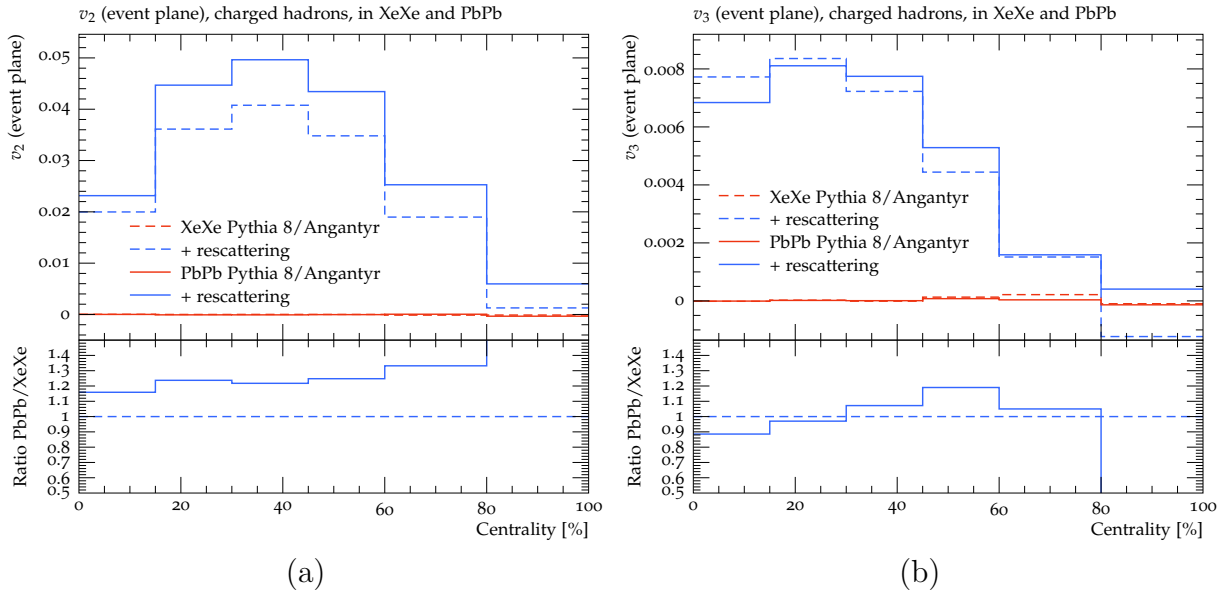 v2 (event plane), charged hadrons, in XeXe and PbPb
v2 (event plane)
0.05
0.04
0.03
0.02
0.01
0
XeXe Pythia 8/Angantyr
+ rescattering
PbPb Pythia 8/Angantyr
+ rescattering
Ratio PbPb/XeXe
1.4
1.3
1.2
1.1
1
0.9
0.8
0.7
0.6
0.5
0 20 40 60 80 100
Centrality [%]
(a)
v3 (event plane), charged hadrons, in XeXe and PbPb
v3 (event plane)
0.008
0.006
0.004
0.002
0
XeXe Pythia 8/Angantyr
+ rescattering
PbPb Pythia 8/Angantyr
+ rescattering
Ratio PbPb/XeXe
1.4
1.3
1.2
1.1
1
0.9
0.8
0.7
0.6
0.5
0 20 40 60 80 100
Centrality [%]
(b)